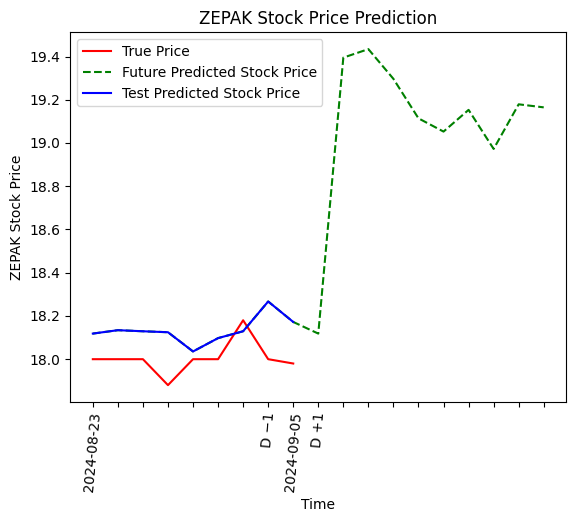 ZEPAK Stock Price Prediction
True Price
Future Predicted Stock Price
Test Predicted Stock Price
ZEPAK Stock Price
19.4
19.2
19.0
18.8
18.6
18.4
18.2
18.0
2024-08-23
D −1
2024-09-05
D +1
Time